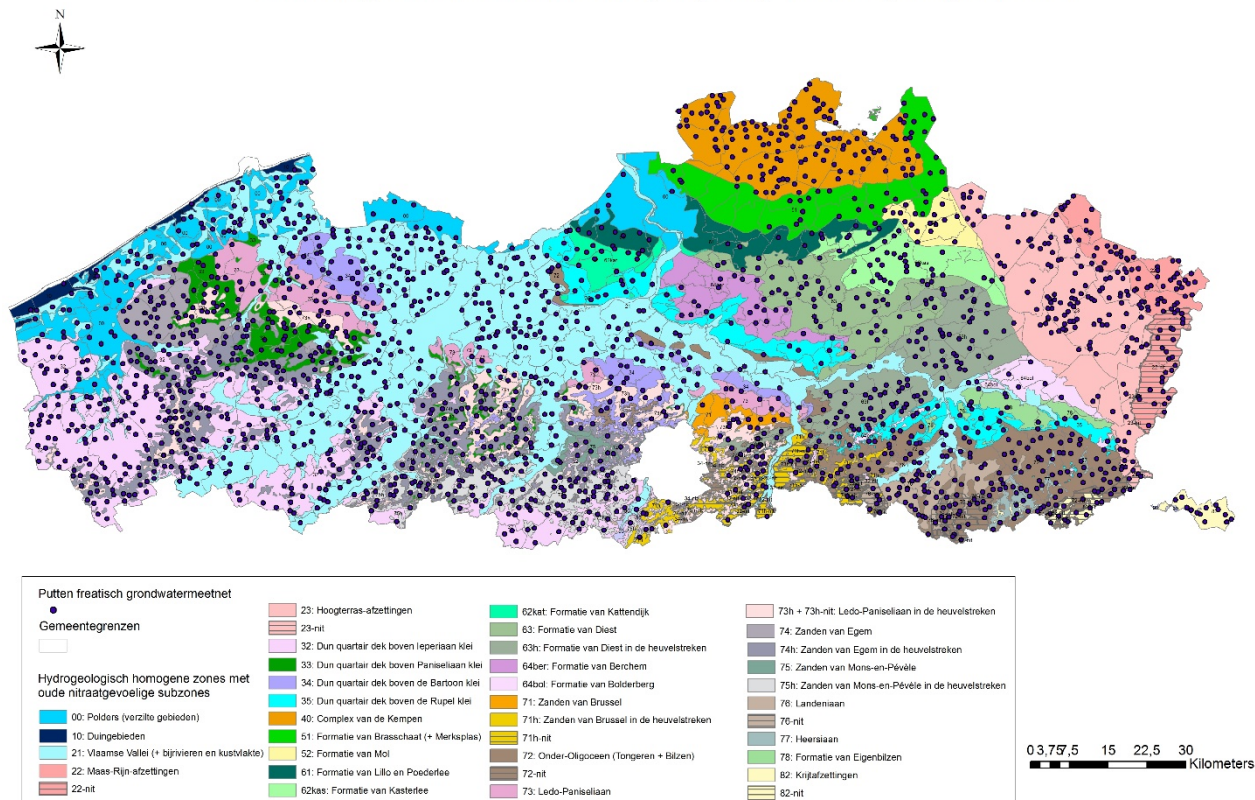 N
Putten freatisch grondwatermeetnet
Gemeentegrenzen
Hydrogeologisch homogene zones met
oude nitraatgevoelige subzones
00: Polders (verzilte gebieden)
10: Duingebieden
21: Vlaamse Vallei (+ bijrivieren en kustvlakte)
22: Maas-Rijn-afzettingen
22-nit
23: Hoogterras-afzettingen
23-nit
32: Dun quartair dek boven Ieperiaan klei
33: Dun quartair dek boven Paniseliaan klei
34: Dun quartair dek boven de Bartoon klei
35: Dun quartair dek boven de Rupel klei
40: Complex van de Kempen
51: Formatie van Brasschaat (+ Merksplas)
52: Formatie van Mol
61: Formatie van Lillo en Poederlee
62kas: Formatie van Kasterlee
62kat: Formatie van Kattendijk
63: Formatie van Diest
63h: Formatie van Diest in de heuvelstreken
64ber: Formatie van Berchem
64bol: Formatie van Bolderberg
71: Zanden van Brussel
71h: Zanden van Brussel in de heuvelstreken
71h-nit
72: Onder-Oligoceen (Tongeren + Bilzen)
72-nit
73: Ledo-Paniseliaan
73h + 73h-nit: Ledo-Paniseliaan in de heuvelstreken
74: Zanden van Egem
74h: Zanden van Egem in de heuvelstreken
75: Zanden van Mons-en-Pévèle
75h: Zanden van Mons-en-Pévèle in de heuvelstreken
76: Landeniaan
76-nit
77: Heersiaan
78: Formatie van Eigenbilzen
82: Krijtafzettingen
82-nit
0 3,75 7,5 15 22,5 30
Kilometers